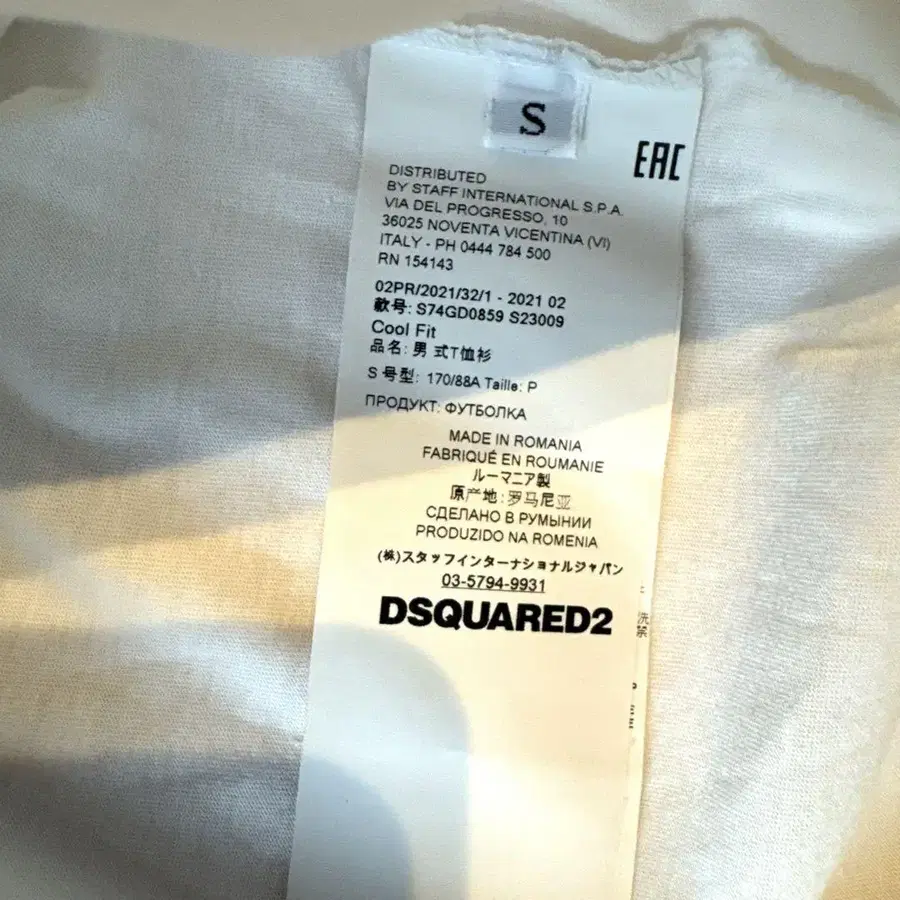 S
EAC
DISTRIBUTED
BY STAFF INTERNATIONAL S.P.A.
VIA DEL PROGRESSO, 10
36025 NOVENTA VICENTINA (VI)
ITALY - PH 0444 784 500
RN 154143
02PR/2021/32/1 - 2021 02
款号: S74GD0859 S23009
Cool Fit
品名: 男 式T恤衫
S 号型: 170/88A Taille: P
ПРОДУКТ: ФУТБОЛКА
MADE IN ROMANIA
FABRIQUÉ EN ROUMANIE
ルーマニア製
原产地: 罗马尼亚
СДЕЛАНО В РУМЫНИИ
PRODUZIDO NA ROMENIA
(株)スタッフインターナショナルジャパン
03-5794-9931
DSQUARED2
洗
禁